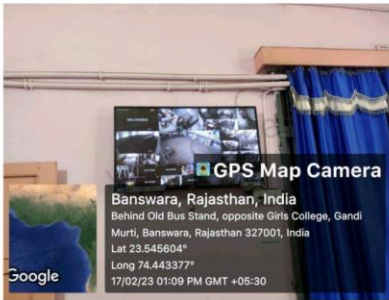 GPS Map Camera
Banswara, Rajasthan, India
Behind Old Bus Stand, opposite Girls College, Gandi
Murti, Banswara, Rajasthan 327001, India
Lat 23.545604°
Long 74.443377°
17/02/23 01:09 PM GMT +05:30
Google